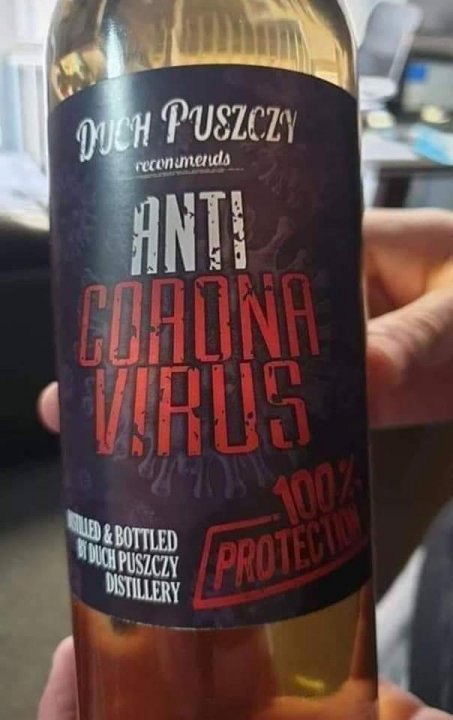 DUCH PUSZCZY
recommends
ANTI
CORONA
VIRUS
100%
PROTECTION
DISTILLED & BOTTLED
BY DUCH PUSZCZY
DISTILLERY